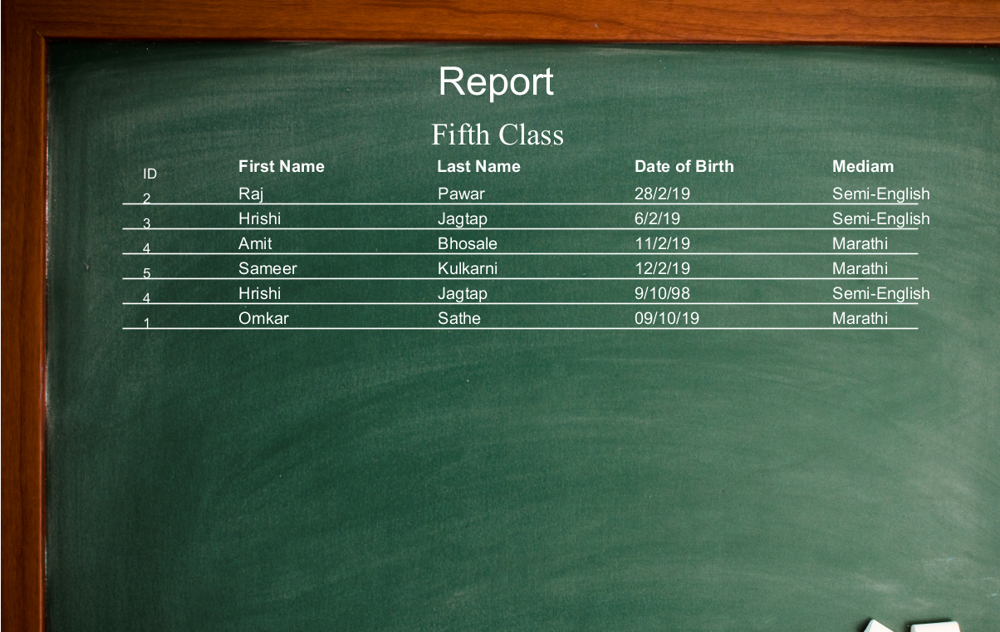 Report
Fifth Class
ID First Name Last Name Date of Birth Mediam
2 Raj Pawar 28/2/19 Semi-English
3 Hrishi Jagtap 6/2/19 Semi-English
4 Amit Bhosale 11/2/19 Marathi
5 Sameer Kulkarni 12/2/19 Marathi
4 Hrishi Jagtap 9/10/98 Semi-English
1 Omkar Sathe 09/10/19 Marathi